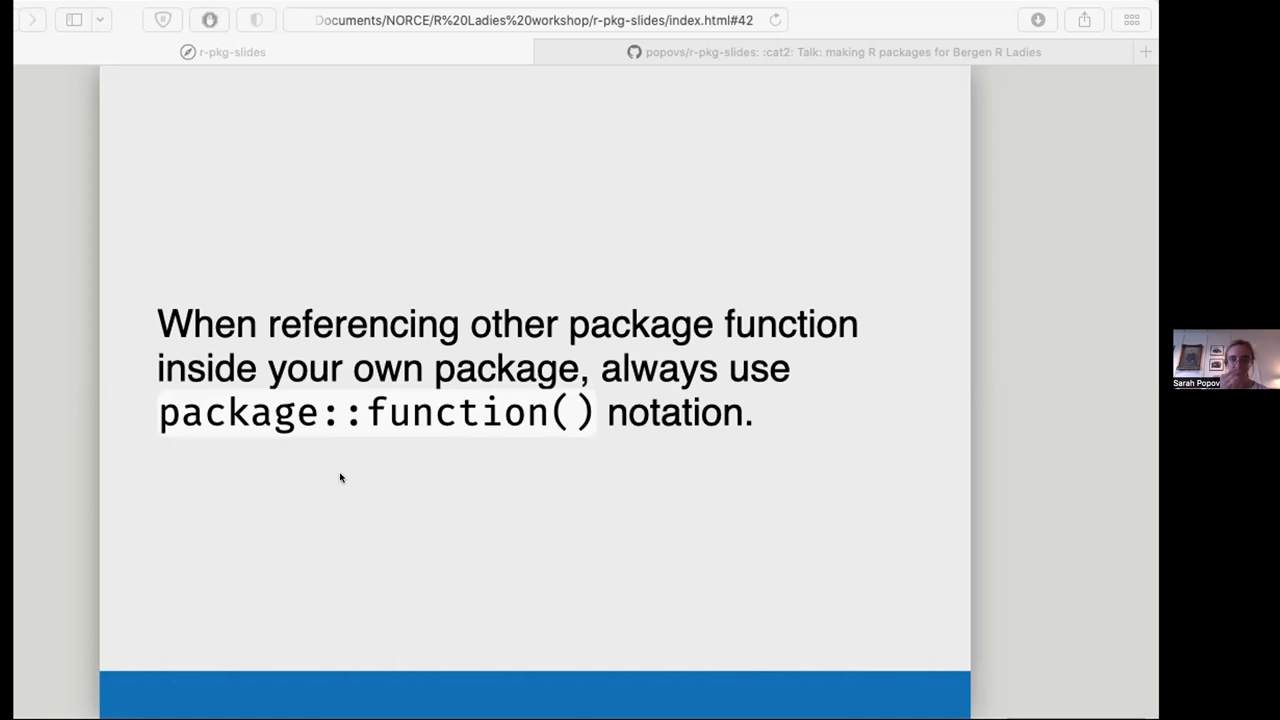 Documents/NORCE/R%20Ladies%20workshop/r-pkg-slides/index.html#42
r-pkg-slides
popovs/r-pkg-slides: :cat2: Talk: making R packages for Bergen R Ladies
When referencing other package function
inside your own package, always use
package::function() notation.
Sarah Popov